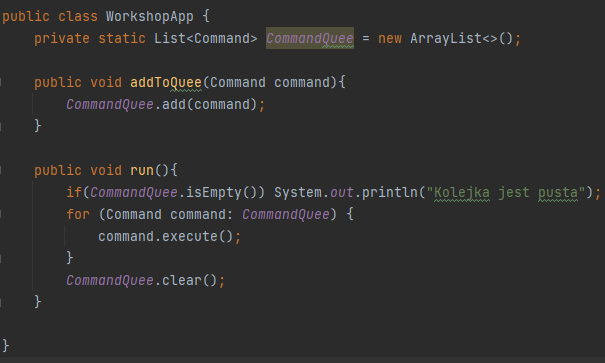 public class WorkshopApp {
    private static List<Command> CommandQuee = new ArrayList<>();
    public void addToQuee(Command command){
        CommandQuee.add(command);
    }
    public void run(){
        if(CommandQuee.isEmpty()) System.out.println("Kolejka jest pusta");
        for (Command command: CommandQuee) {
            command.execute();
        }
        CommandQuee.clear();
    }
}